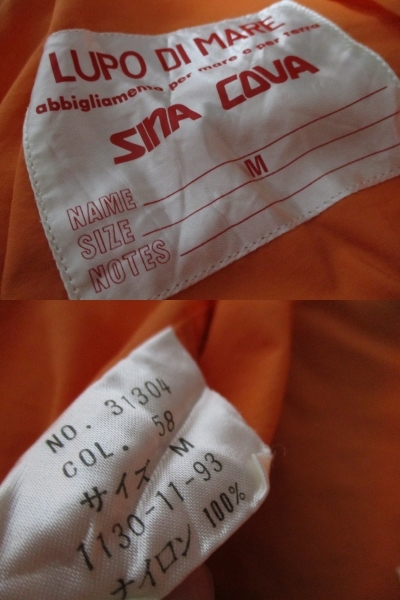 LUPO DI MARE
abbigliamento per mare o per terra
SINA COVA
M
NAME
SIZE
NOTES
NO. 31304
COL. 58
サイズ M
1130-11-93
ナイロン 100%